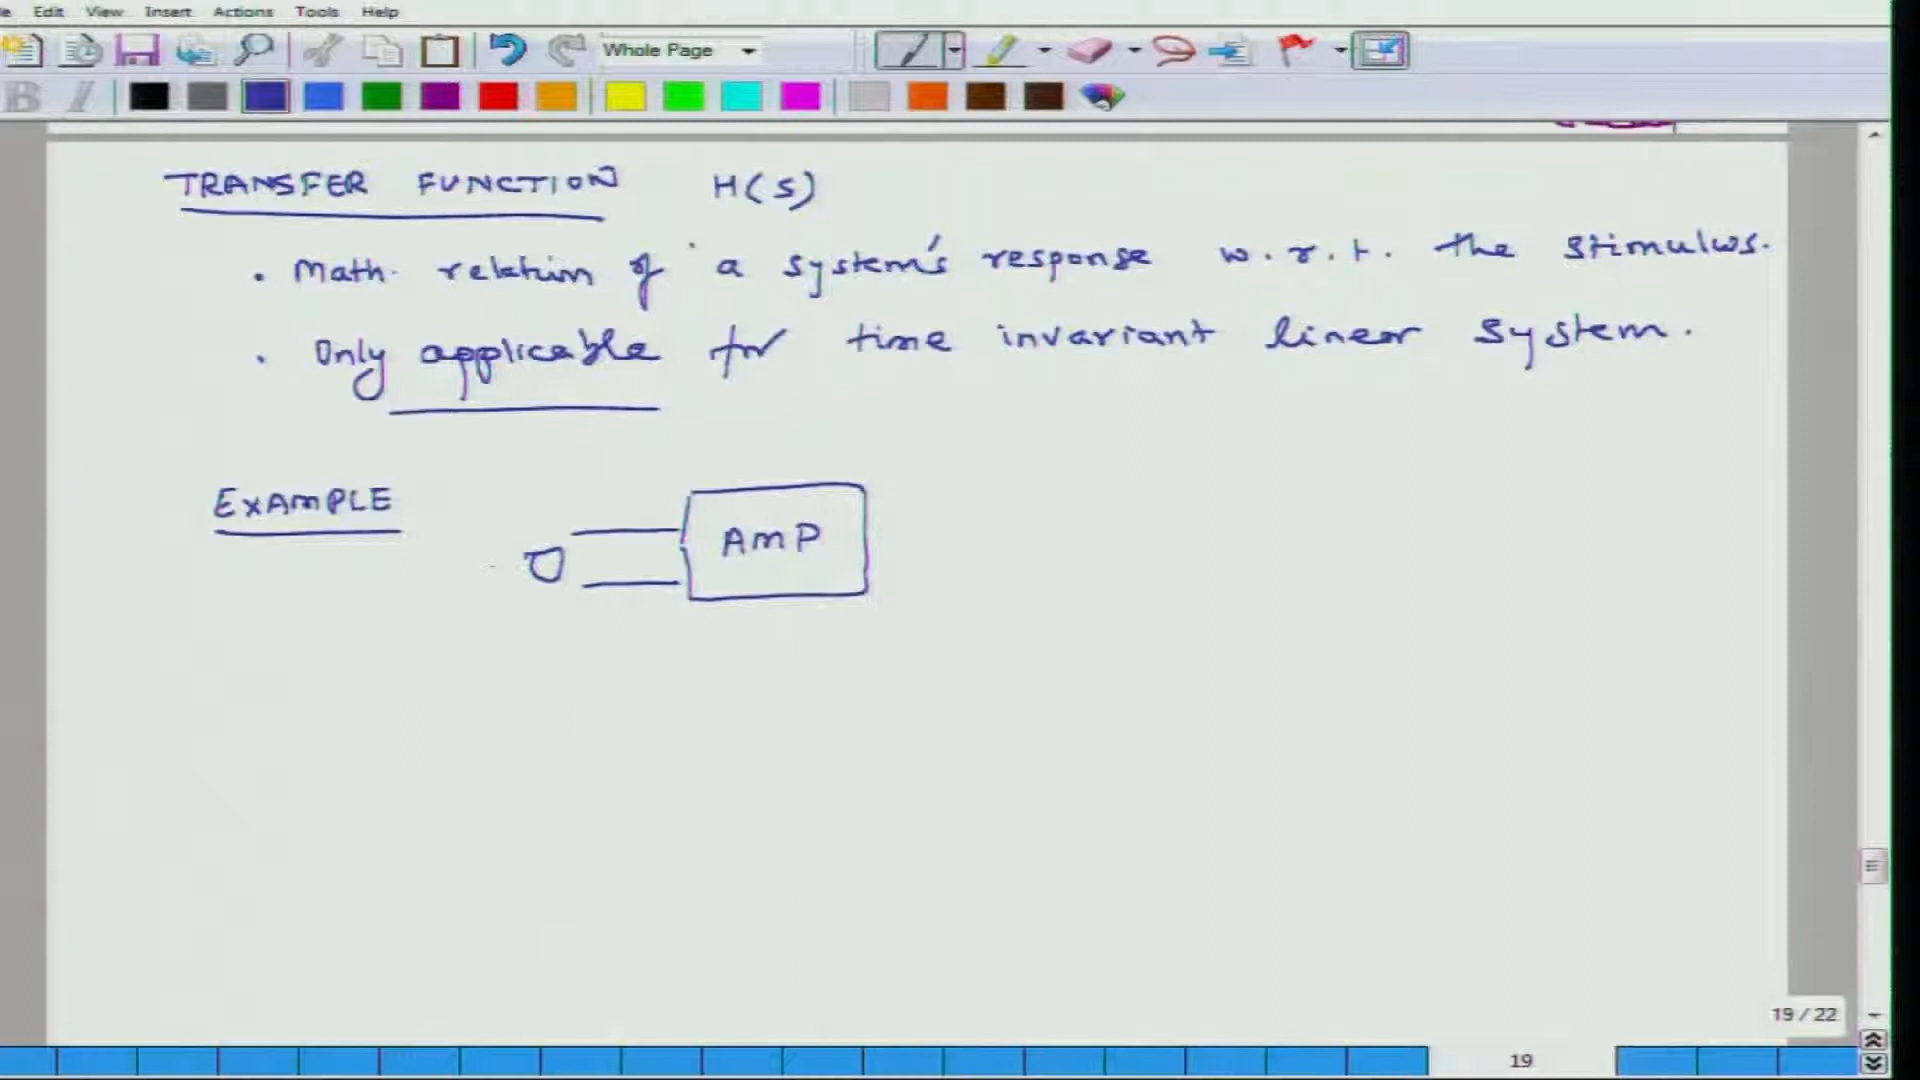 Edit View Insert Actions Tools Help
Whole Page
B I
TRANSFER FUNCTION H(S)
. Math. relation of a system's response w.r.t. the stimulus.
. Only applicable for time invariant linear system.
EXAMPLE
AMP
19 / 22
19